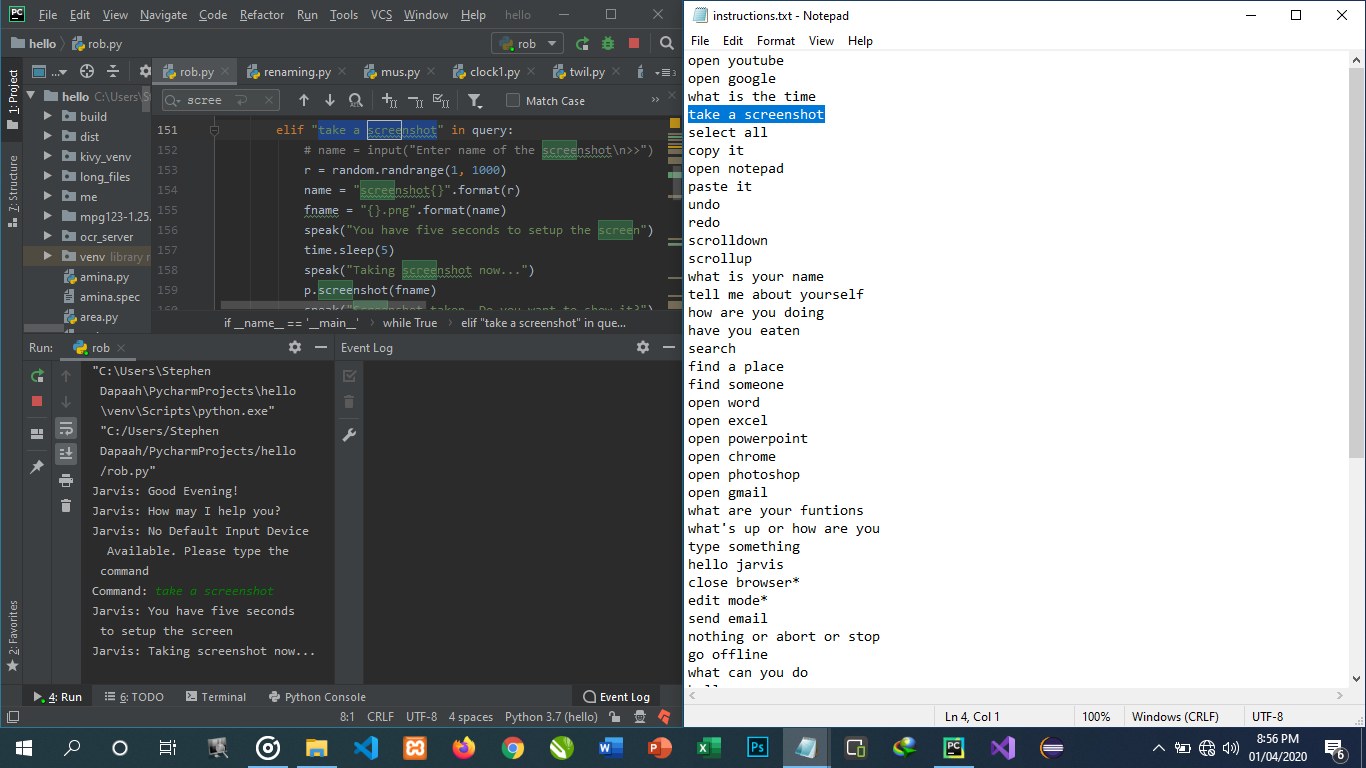 File Edit View Navigate Code Refactor Run Tools VCS Window Help hello
hello rob.py
rob
1: Project
7: Structure
2: Favorites
...
hello C:\Users\S
build
dist
kivy_venv
long_files
me
mpg123-1.25.
ocr_server
venv library r
amina.py
amina.spec
area.py
rob.py renaming.py mus.py clock1.py twil.py
scree
Match Case
151 elif "take a screenshot" in query:
152 # name = input("Enter name of the screenshot\n>>")
153 r = random.randrange(1, 1000)
154 name = "screenshot{}".format(r)
155 fname = "{}.png".format(name)
156 speak("You have five seconds to setup the screen")
157 time.sleep(5)
158 speak("Taking screenshot now...")
159 p.screenshot(fname)
160 speak("Screenshot taken. Do you want to show it?")
if __name__ == '__main__' while True elif "take a screenshot" in que...
Run: rob
Event Log
"C:\Users\Stephen
Dapaah\PycharmProjects\hello
\venv\Scripts\python.exe"
"C:/Users/Stephen
Dapaah/PycharmProjects/hello
/rob.py"
Jarvis: Good Evening!
Jarvis: How may I help you?
Jarvis: No Default Input Device
Available. Please type the
command
Command: take a screenshot
Jarvis: You have five seconds
to setup the screen
Jarvis: Taking screenshot now...
4: Run 6: TODO Terminal Python Console Event Log
8:1 CRLF UTF-8 4 spaces Python 3.7 (hello)
instructions.txt - Notepad
File Edit Format View Help
open youtube
open google
what is the time
take a screenshot
select all
copy it
open notepad
paste it
undo
redo
scrolldown
scrollup
what is your name
tell me about yourself
how are you doing
have you eaten
search
find a place
find someone
open word
open excel
open powerpoint
open chrome
open photoshop
open gmail
what are your funtions
what's up or how are you
type something
hello jarvis
close browser*
edit mode*
send email
nothing or abort or stop
go offline
what can you do
Ln 4, Col 1 100% Windows (CRLF) UTF-8
8:56 PM
01/04/2020
6